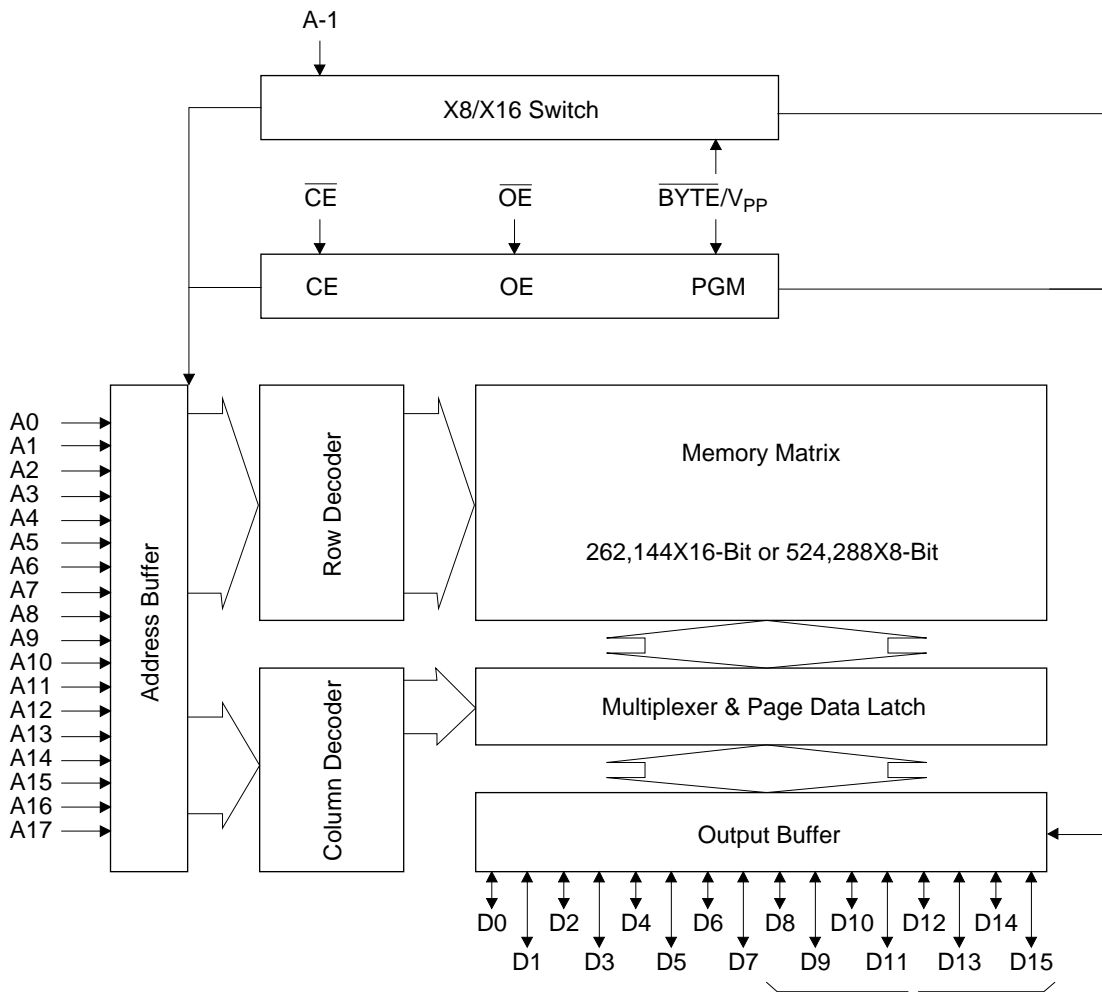 A-1
X8/X16 Switch
C̅E̅ O̅E̅ B̅Y̅T̅E̅/VPP
CE OE PGM
A0
A1
A2
A3
A4
A5
A6
A7
A8
A9
A10
A11
A12
A13
A14
A15
A16
A17
Address Buffer
Row Decoder
Column Decoder
Memory Matrix
262,144X16-Bit or 524,288X8-Bit
Multiplexer & Page Data Latch
Output Buffer
D0 D2 D4 D6 D8 D10 D12 D14
D1 D3 D5 D7 D9 D11 D13 D15